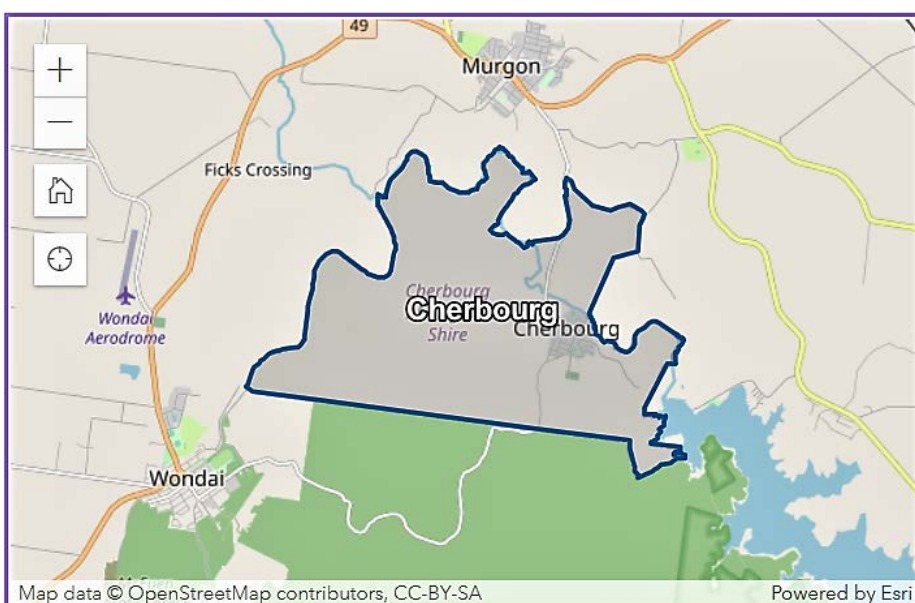 49
Murgon
+
−
Ficks Crossing
Wondai
Aerodrome
Cherbourg
Shire
Cherbourg
Cherbourg
Wondai
Map data © OpenStreetMap contributors, CC-BY-SA
Powered by Esri